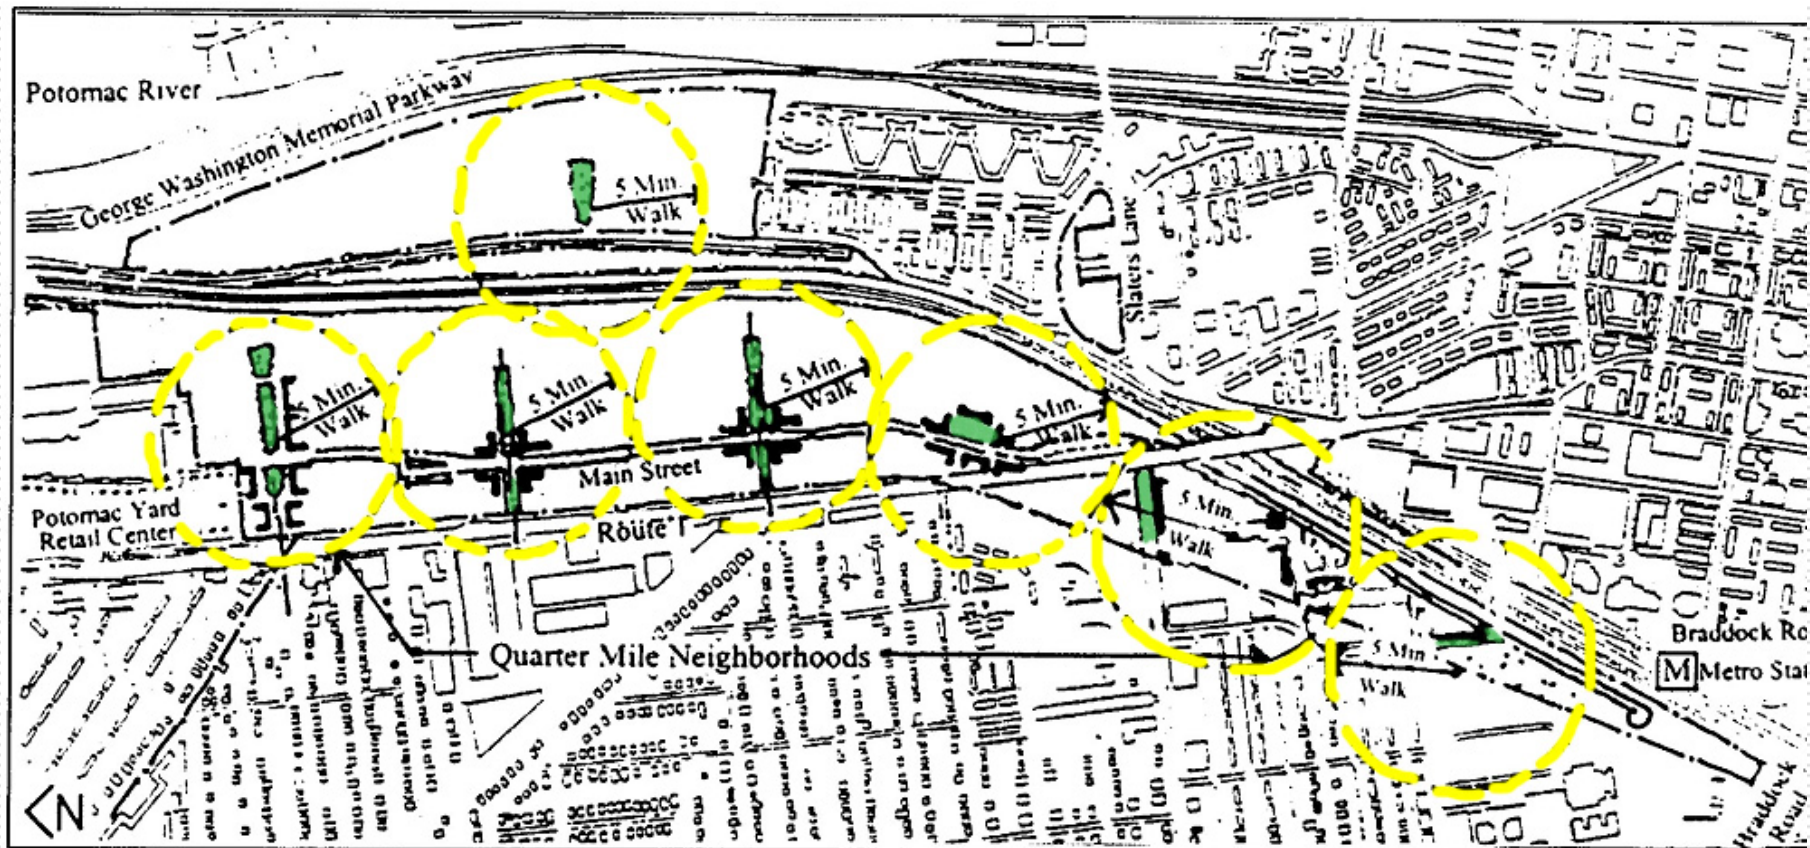 Potomac River
George Washington Memorial Parkway
5 Min.
Walk
Slaters Lane
5 Min.
Walk
5 Min.
Walk
5 Min.
Walk
5 Min.
Walk
Main Street
Potomac Yard
Retail Center
Route 1
5 Min.
Walk
Quarter Mile Neighborhoods
5 Min
Walk
Braddock Ro
M Metro Stat
N
Braddock
Road